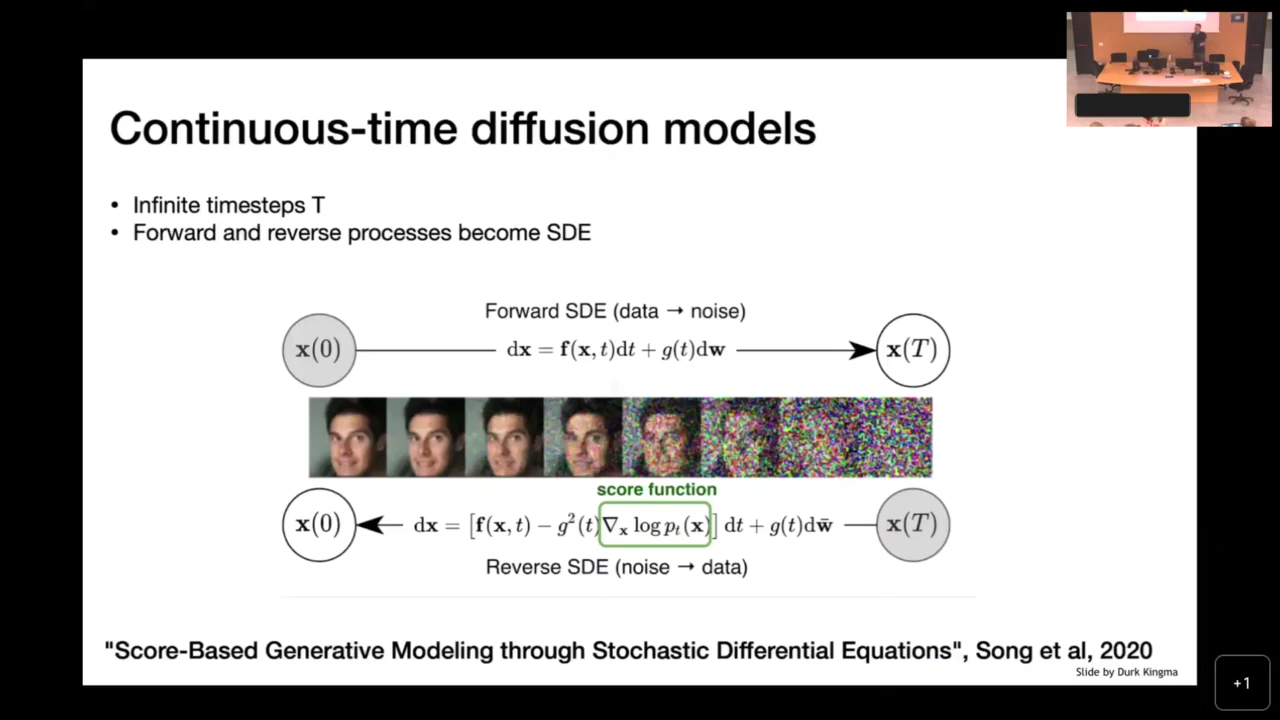 Continuous-time diffusion models
• Infinite timesteps T
• Forward and reverse processes become SDE
Forward SDE (data → noise)
x(0) dx = f(x, t)dt + g(t)dw x(T)
score function
x(0) dx = [f(x, t) − g²(t)∇ₓ log pₜ(x)] dt + g(t)dw̄ x(T)
Reverse SDE (noise → data)
"Score-Based Generative Modeling through Stochastic Differential Equations", Song et al, 2020
Slide by Durk Kingma
+1